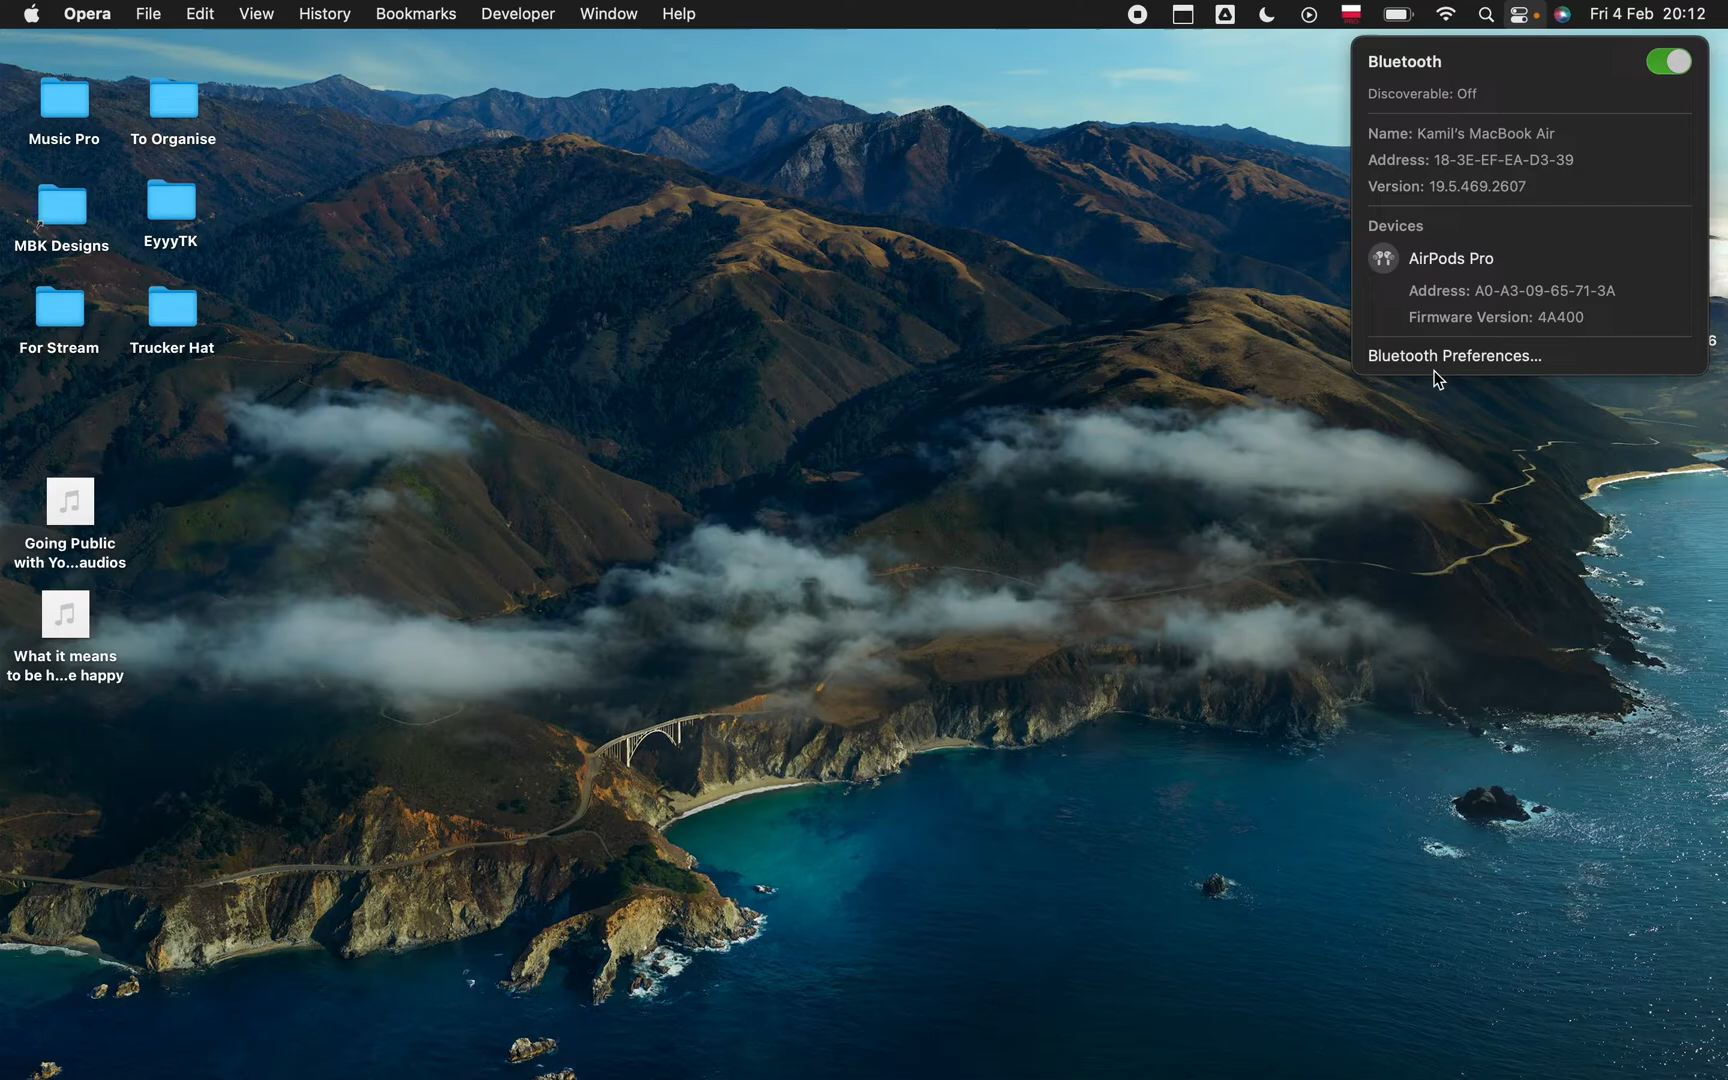 Opera File Edit View History Bookmarks Developer Window Help Fri 4 Feb 20:12
Bluetooth
Discoverable: Off
Name: Kamil's MacBook Air
Address: 18-3E-EF-EA-D3-39
Version: 19.5.469.2607
Devices
AirPods Pro
Address: A0-A3-09-65-71-3A
Firmware Version: 4A400
Bluetooth Preferences...
Music Pro
To Organise
MBK Designs
EyyyTK
For Stream
Trucker Hat
Going Public
with Yo...audios
What it means
to be h...e happy
6